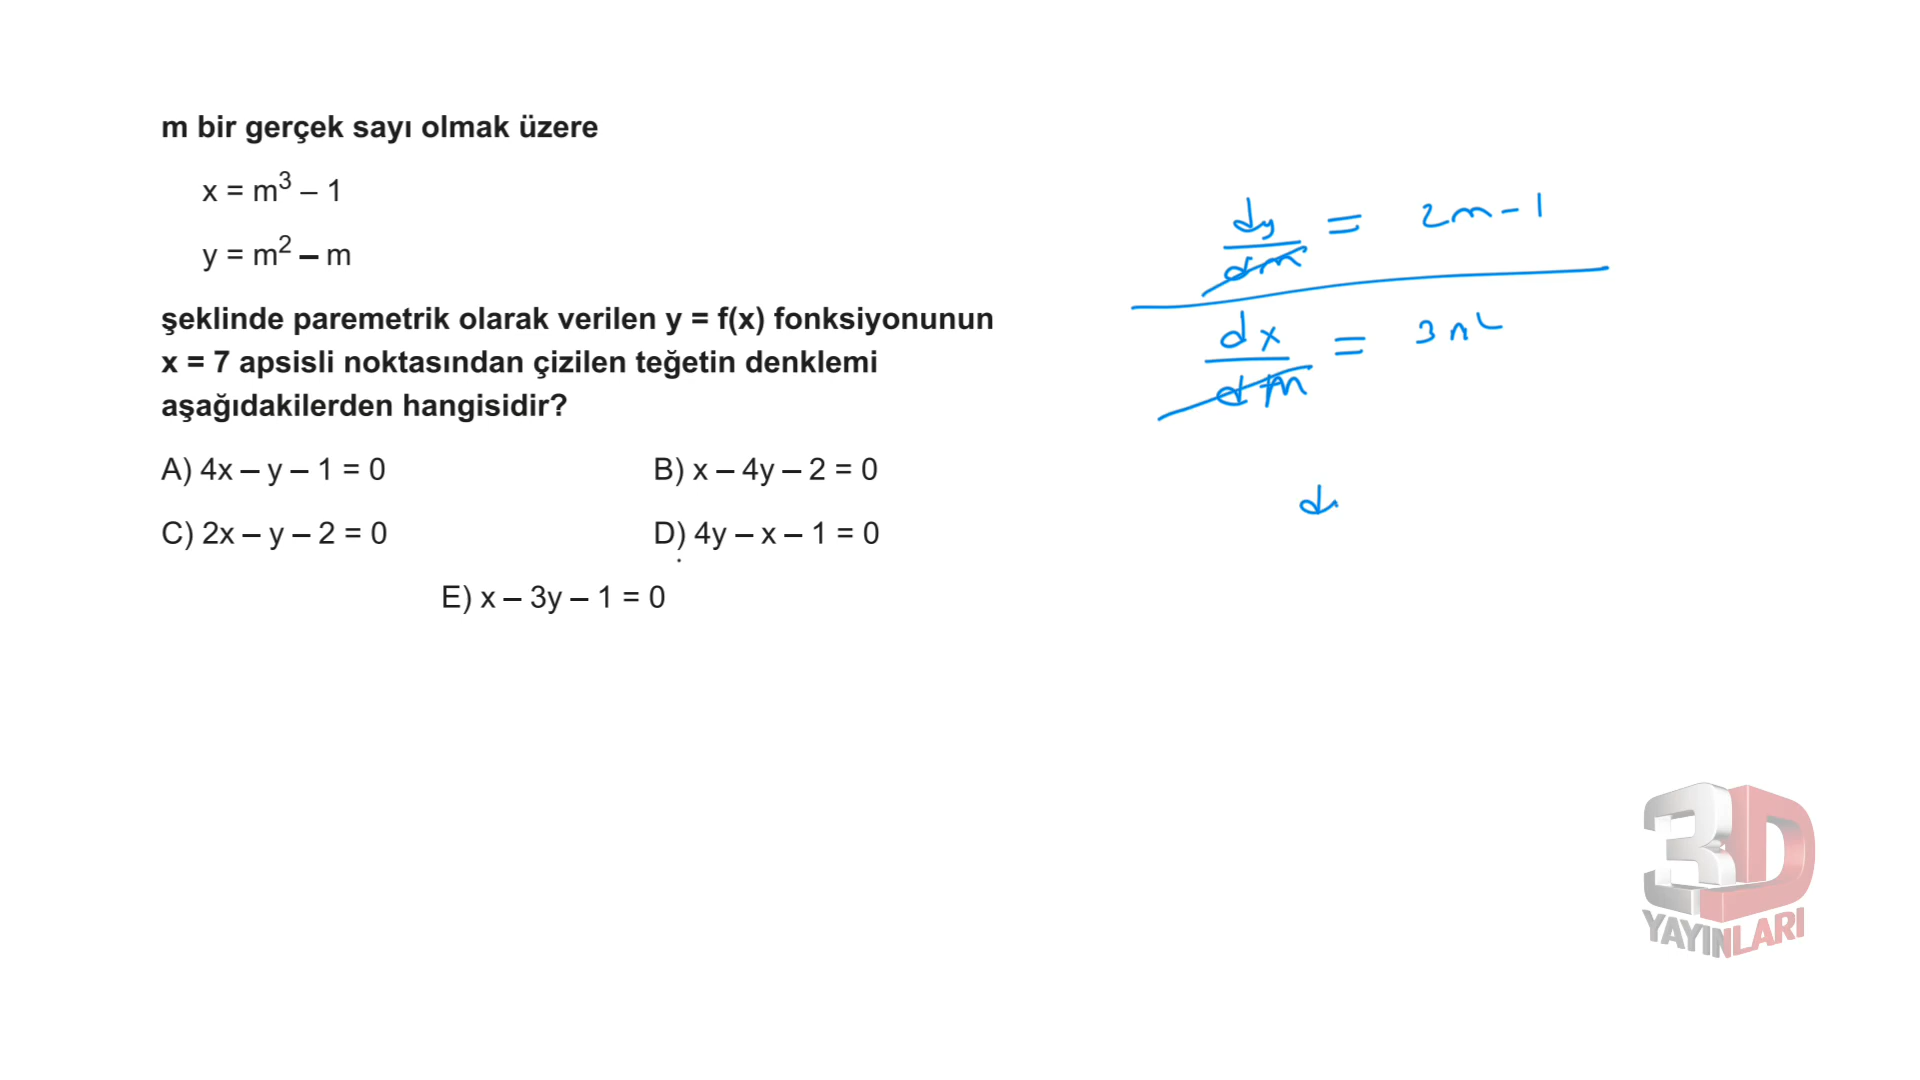 m bir gerçek sayı olmak üzere
x = m³ – 1
y = m² – m
şeklinde paremetrik olarak verilen y = f(x) fonksiyonunun
x = 7 apsisli noktasından çizilen teğetin denklemi
aşağıdakilerden hangisidir?
A) 4x – y – 1 = 0
B) x – 4y – 2 = 0
C) 2x – y – 2 = 0
D) 4y – x – 1 = 0
E) x – 3y – 1 = 0
dy/dm = 2m - 1
dx/dm = 3m²
3D
YAYINLARI